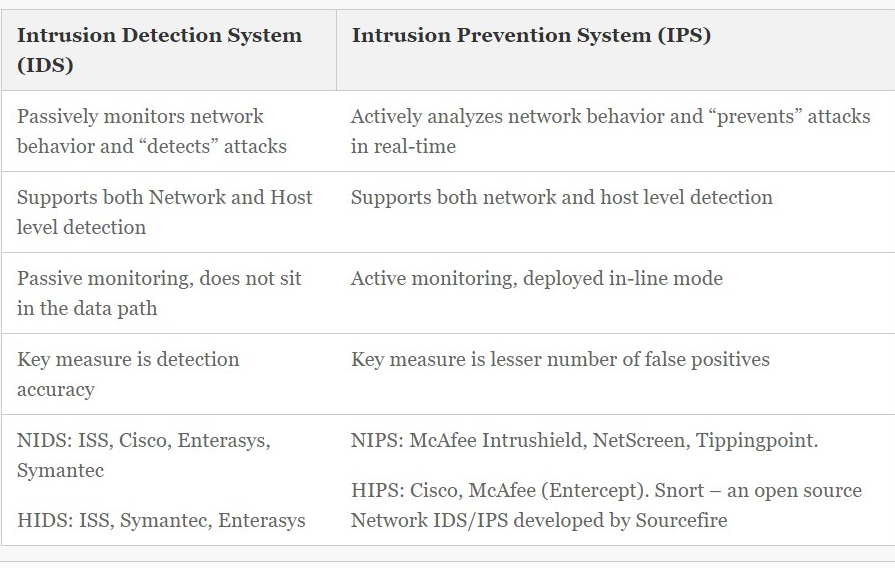 Intrusion Detection System
(IDS)
Intrusion Prevention System (IPS)
Passively monitors network
behavior and “detects” attacks
Actively analyzes network behavior and “prevents” attacks
in real-time
Supports both Network and Host
level detection
Supports both network and host level detection
Passive monitoring, does not sit
in the data path
Active monitoring, deployed in-line mode
Key measure is detection
accuracy
Key measure is lesser number of false positives
NIDS: ISS, Cisco, Enterasys,
Symantec
HIDS: ISS, Symantec, Enterasys
NIPS: McAfee Intrushield, NetScreen, Tippingpoint.
HIPS: Cisco, McAfee (Entercept). Snort – an open source
Network IDS/IPS developed by Sourcefire